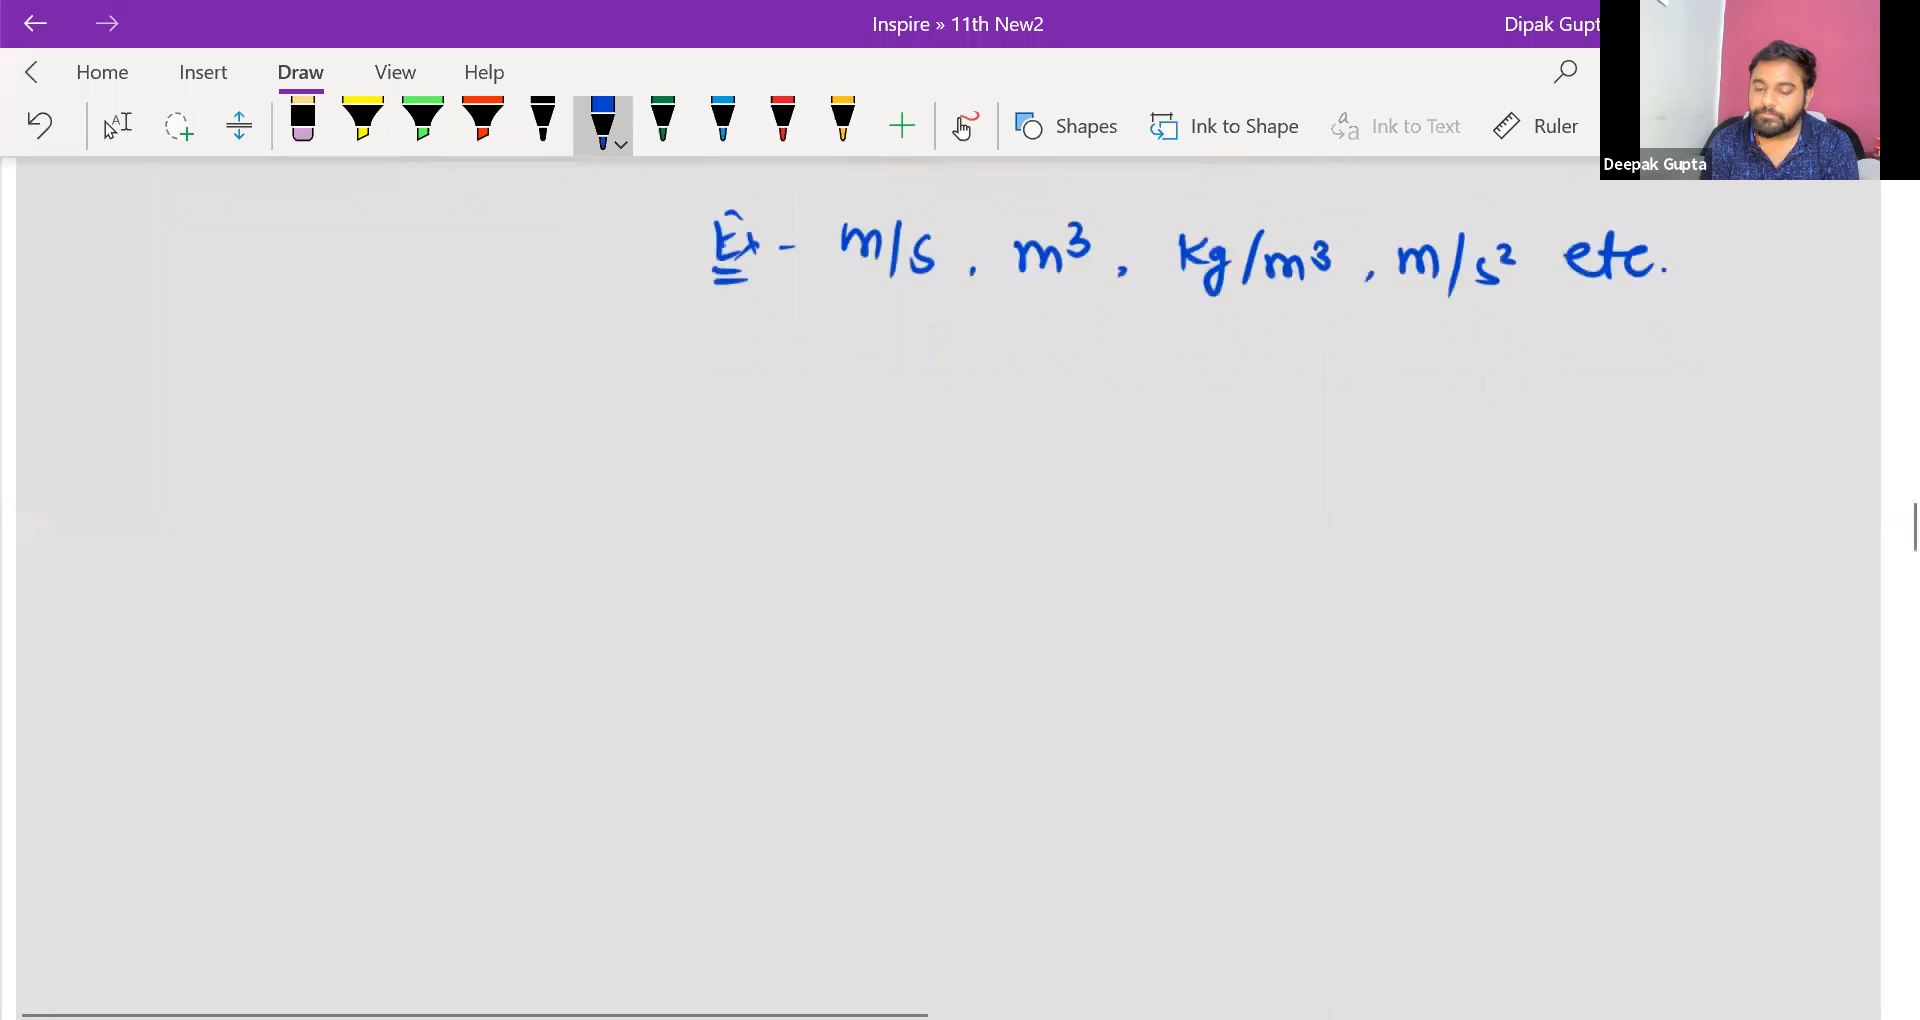 Inspire » 11th New2
Dipak Gupt
Home Insert Draw View Help
Shapes Ink to Shape Ink to Text Ruler
Deepak Gupta
Ex - m/s, m³, kg/m³, m/s² etc.